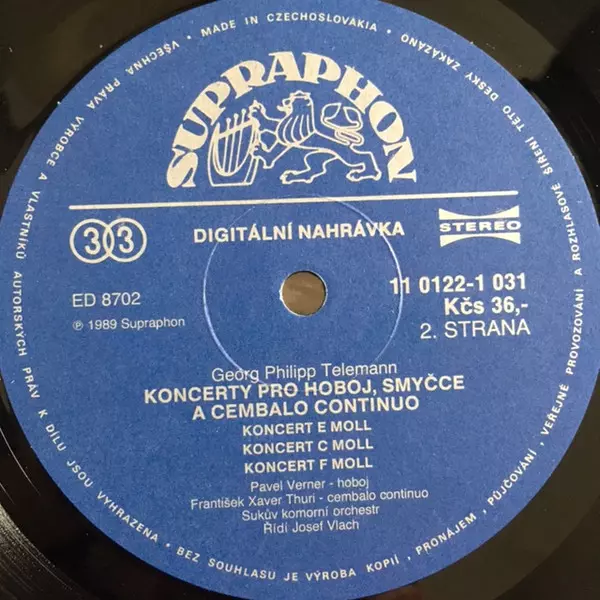 MADE IN CZECHOSLOVAKIA • VŠECHNA PRÁVA VÝROBCE A VLASTNÍKŮ AUTORSKÝCH PRÁV K DÍLU JSOU VYHRAZENA • BEZ SOUHLASU JE VÝROBA KOPIÍ, PRONÁJEM, PŮJČOVÁNÍ, VEŘEJNÉ PROVOZOVÁNÍ A ROZHLASOVÉ ŠÍŘENÍ TÉTO DESKY ZAKÁZÁNO •
SUPRAPHON
33
DIGITÁLNÍ NAHRÁVKA
STEREO
ED 8702
℗ 1989 Supraphon
11 0122-1 031
Kčs 36,-
2. STRANA
Georg Philipp Telemann
KONCERTY PRO HOBOJ, SMYČCE
A CEMBALO CONTINUO
KONCERT E MOLL
KONCERT C MOLL
KONCERT F MOLL
Pavel Verner - hoboj
František Xaver Thuri - cembalo continuo
Sukův komorní orchestr
Řídí Josef Vlach